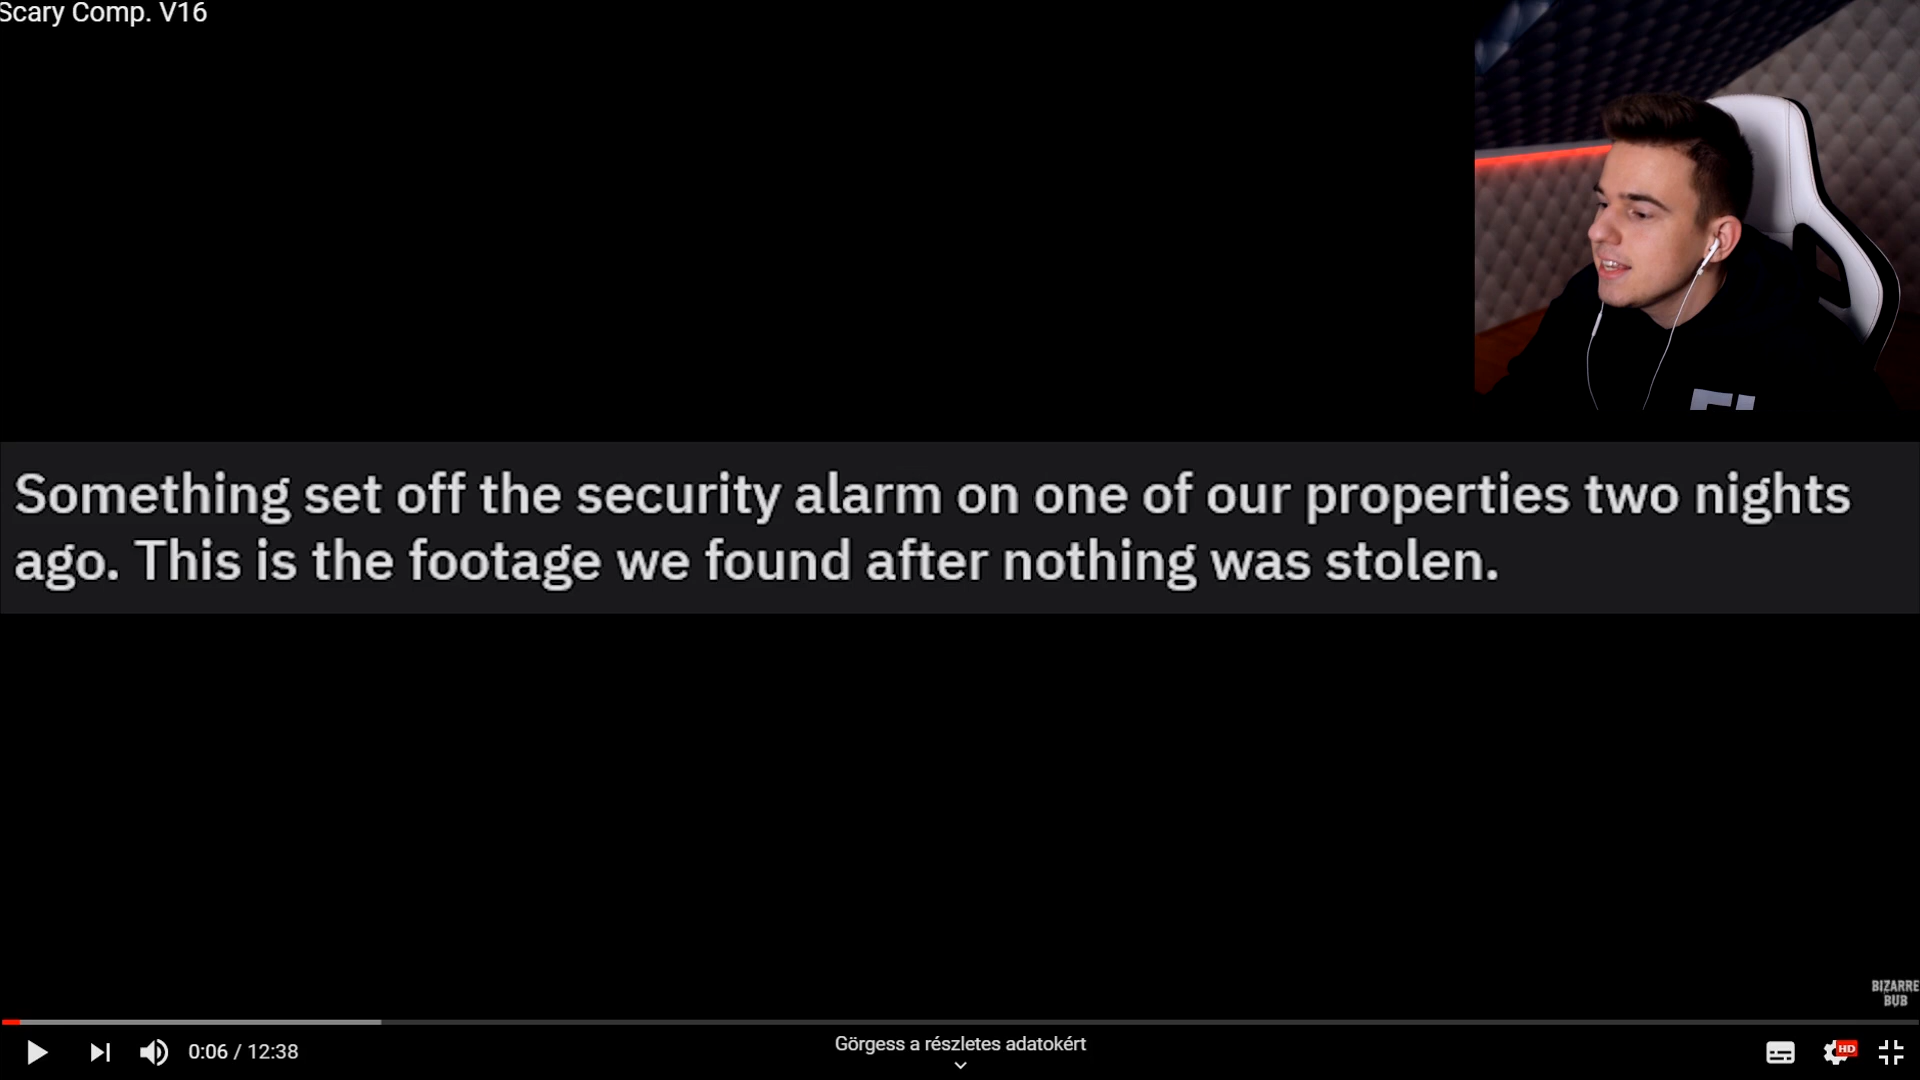 Scary Comp. V16
Something set off the security alarm on one of our properties two nights
ago. This is the footage we found after nothing was stolen.
BIZARRE
BUB
0:06 / 12:38
Görgess a részletes adatokért
HD